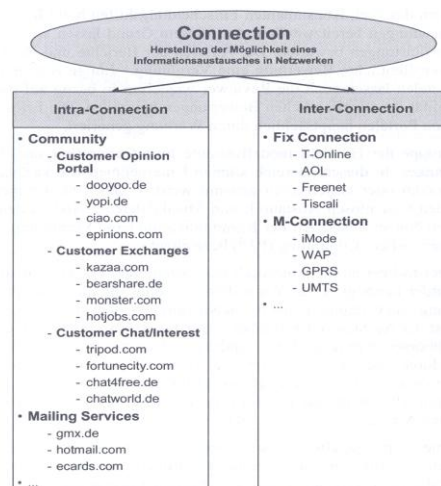 Connection
Herstellung der Möglichkeit eines
Informationsaustausches in Netzwerken
Intra-Connection
• Community
- Customer Opinion
Portal
- dooyoo.de
- yopi.de
- ciao.com
- epinions.com
- Customer Exchanges
- kazaa.com
- bearshare.de
- monster.com
- hotjobs.com
- Customer Chat/Interest
- tripod.com
- fortunecity.com
- chat4free.de
- chatworld.de
• Mailing Services
- gmx.de
- hotmail.com
- ecards.com
• ...
Inter-Connection
• Fix Connection
- T-Online
- AOL
- Freenet
- Tiscali
• M-Connection
- iMode
- WAP
- GPRS
- UMTS
• ...